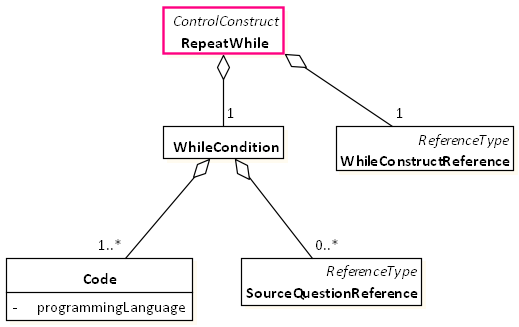 ControlConstruct
RepeatWhile
1
1
WhileCondition
ReferenceType
WhileConstructReference
1..*
0..*
Code
- programmingLanguage
ReferenceType
SourceQuestionReference